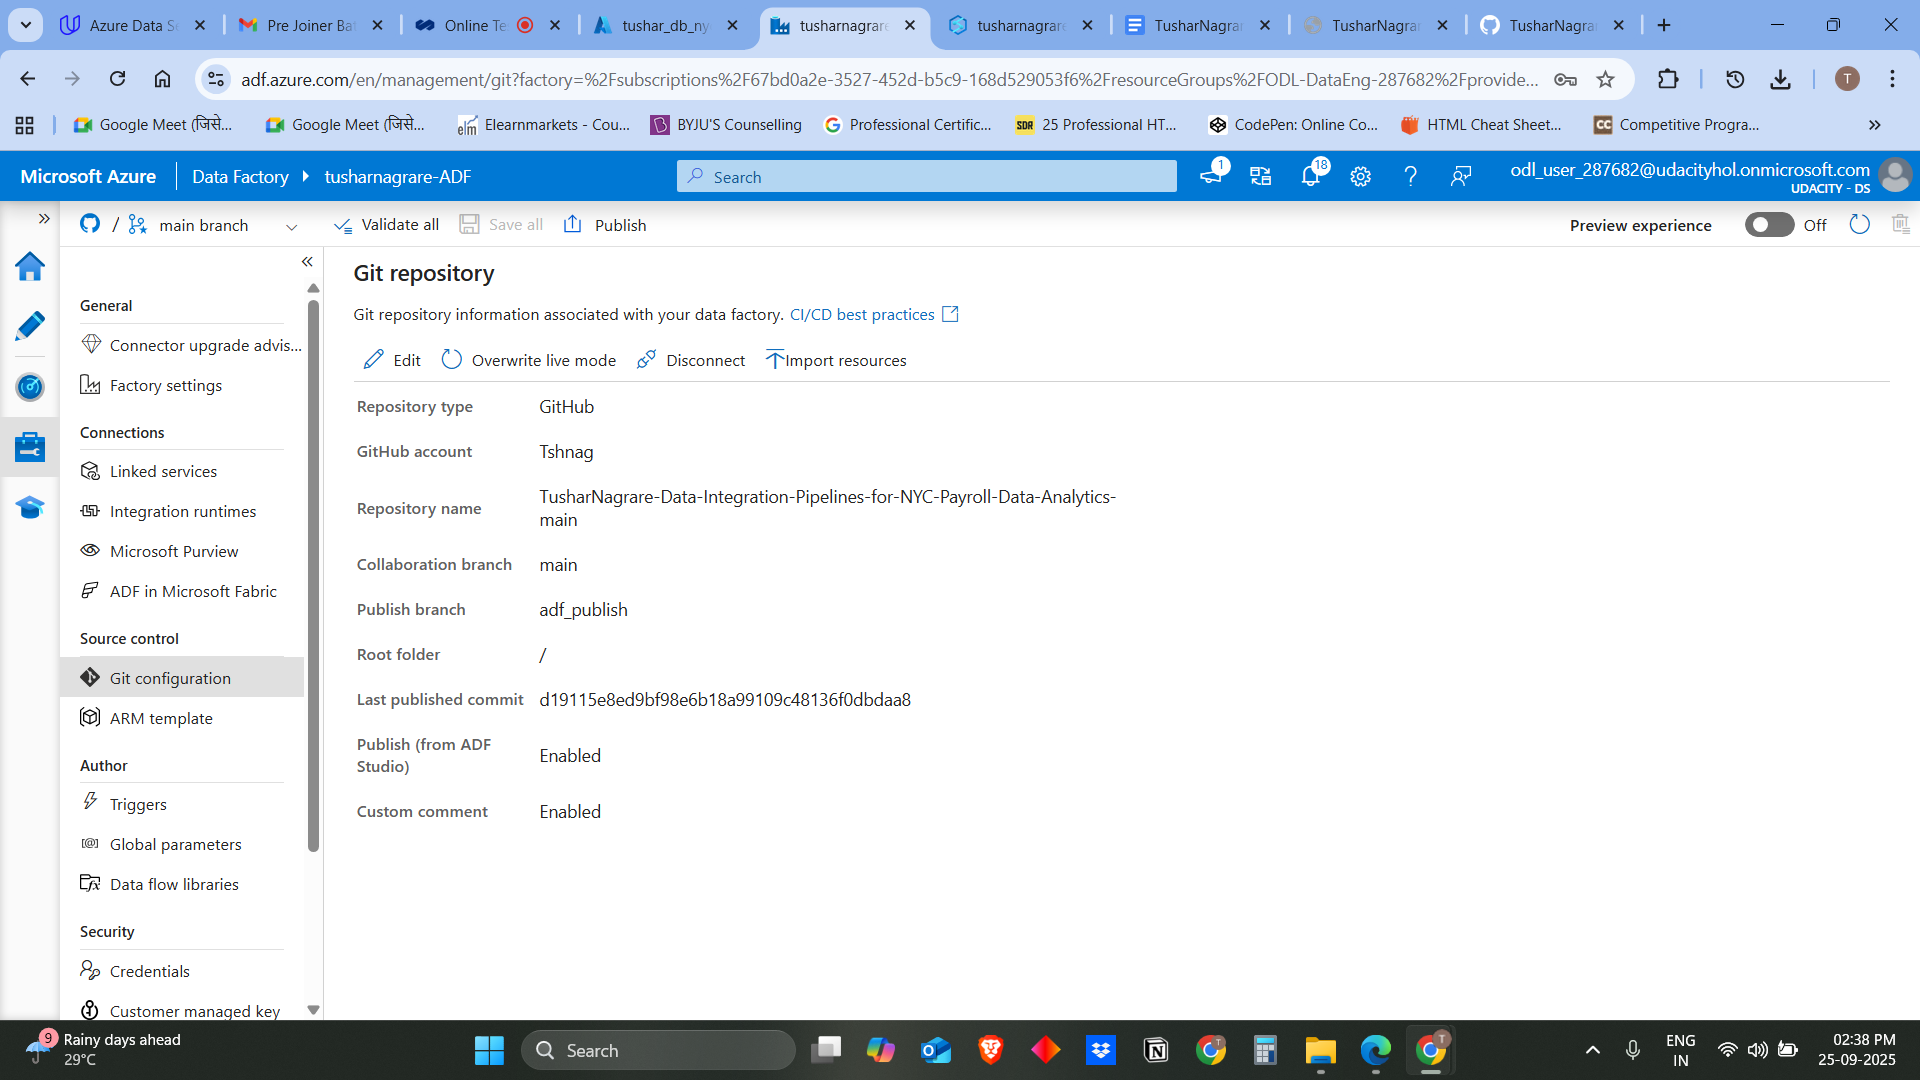 Azure Data S
Pre Joiner Ba
Online Te
tushar_db_ny
tusharnagrare
tusharnagrare
TusharNagra
TusharNagra
TusharNagra
adf.azure.com/en/management/git?factory=%2Fsubscriptions%2F67bd0a2e-3527-452d-b5c9-168d529053f6%2FresourceGroups%2FODL-DataEng-287682%2Fprovide...
T
Google Meet (जिसे...
Google Meet (जिसे...
elm
Elearnmarkets - Cou...
BYJU'S Counselling
Professional Certific...
SDR
25 Professional HT...
CodePen: Online Co...
HTML Cheat Sheet...
CC
Competitive Progra...
Microsoft Azure
Data Factory
tusharnagrare-ADF
Search
1
18
odl_user_287682@udacityhol.onmicrosoft.com
UDACITY - DS
/
main branch
Validate all
Save all
Publish
Preview experience
Off
General
Connector upgrade advis...
Factory settings
Connections
Linked services
Integration runtimes
Microsoft Purview
ADF in Microsoft Fabric
Source control
Git configuration
ARM template
Author
Triggers
Global parameters
Data flow libraries
Security
Credentials
Customer managed key
Git repository
Git repository information associated with your data factory. CI/CD best practices
Edit
Overwrite live mode
Disconnect
Import resources
Repository type GitHub
GitHub account Tshnag
Repository name TusharNagrare-Data-Integration-Pipelines-for-NYC-Payroll-Data-Analytics-
main
Collaboration branch main
Publish branch adf_publish
Root folder /
Last published commit d19115e8ed9bf98e6b18a99109c48136f0dbdaa8
Publish (from ADF
Studio) Enabled
Custom comment Enabled
9
Rainy days ahead
29°C
Search
ENG
IN
02:38 PM
25-09-2025